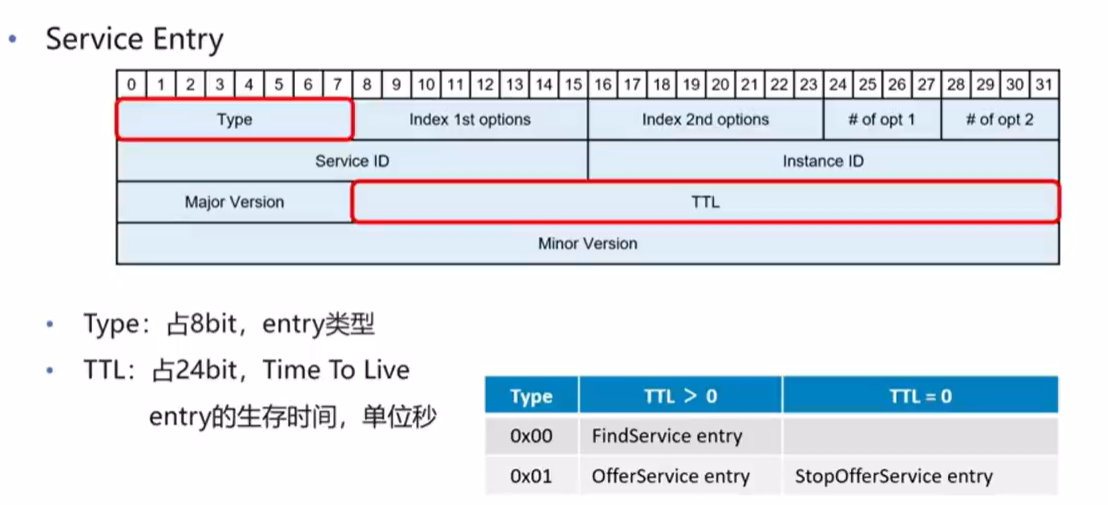 • Service Entry
0 1 2 3 4 5 6 7 8 9 10 11 12 13 14 15 16 17 18 19 20 21 22 23 24 25 26 27 28 29 30 31
Type Index 1st options Index 2nd options # of opt 1 # of opt 2
Service ID Instance ID
Major Version TTL
Minor Version
• Type：占8bit，entry类型
• TTL：占24bit，Time To Live
entry的生存时间，单位秒
Type TTL > 0 TTL = 0
0x00 FindService entry
0x01 OfferService entry StopOfferService entry